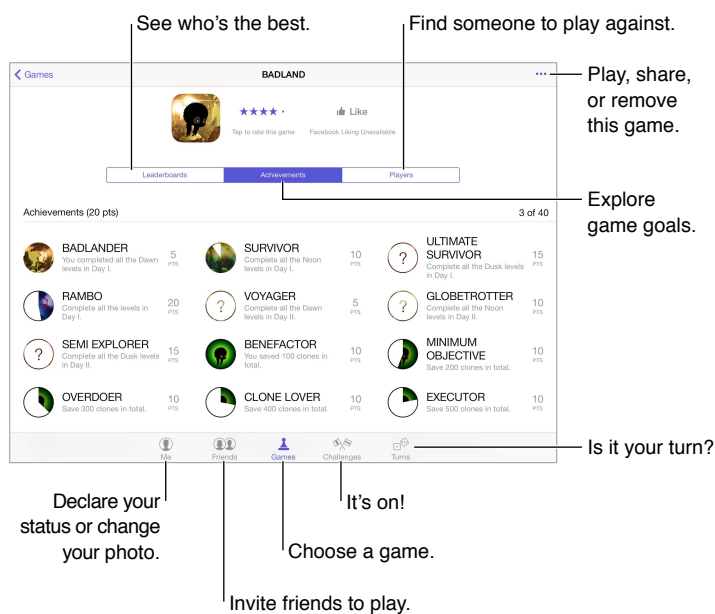 See who's the best.
Find someone to play against.
Games
BADLAND
•••
Play, share,
or remove
this game.
Like
Tap to rate this game
Facebook Liking Unavailable
Leaderboards
Achievements
Players
Explore
game goals.
Achievements (20 pts)
3 of 40
BADLANDER
You completed all the Dawn
levels in Day I.
5
PTS
SURVIVOR
Complete all the Noon
levels in Day I.
10
PTS
?
ULTIMATE
SURVIVOR
Complete all the Dusk levels
in Day I.
15
PTS
RAMBO
Complete all the levels in
Day I.
20
PTS
?
VOYAGER
Complete all the Dawn
levels in Day II.
5
PTS
?
GLOBETROTTER
Complete all the Noon
levels in Day II.
10
PTS
?
SEMI EXPLORER
Complete all the Dusk levels
in Day II.
15
PTS
BENEFACTOR
You saved 100 clones in
total.
10
PTS
MINIMUM
OBJECTIVE
Save 200 clones in total.
10
PTS
OVERDOER
Save 300 clones in total.
10
PTS
CLONE LOVER
Save 400 clones in total.
10
PTS
EXECUTOR
Save 500 clones in total.
10
PTS
Me
Friends
Games
Challenges
Turns
Is it your turn?
Declare your
status or change
your photo.
It's on!
Choose a game.
Invite friends to play.